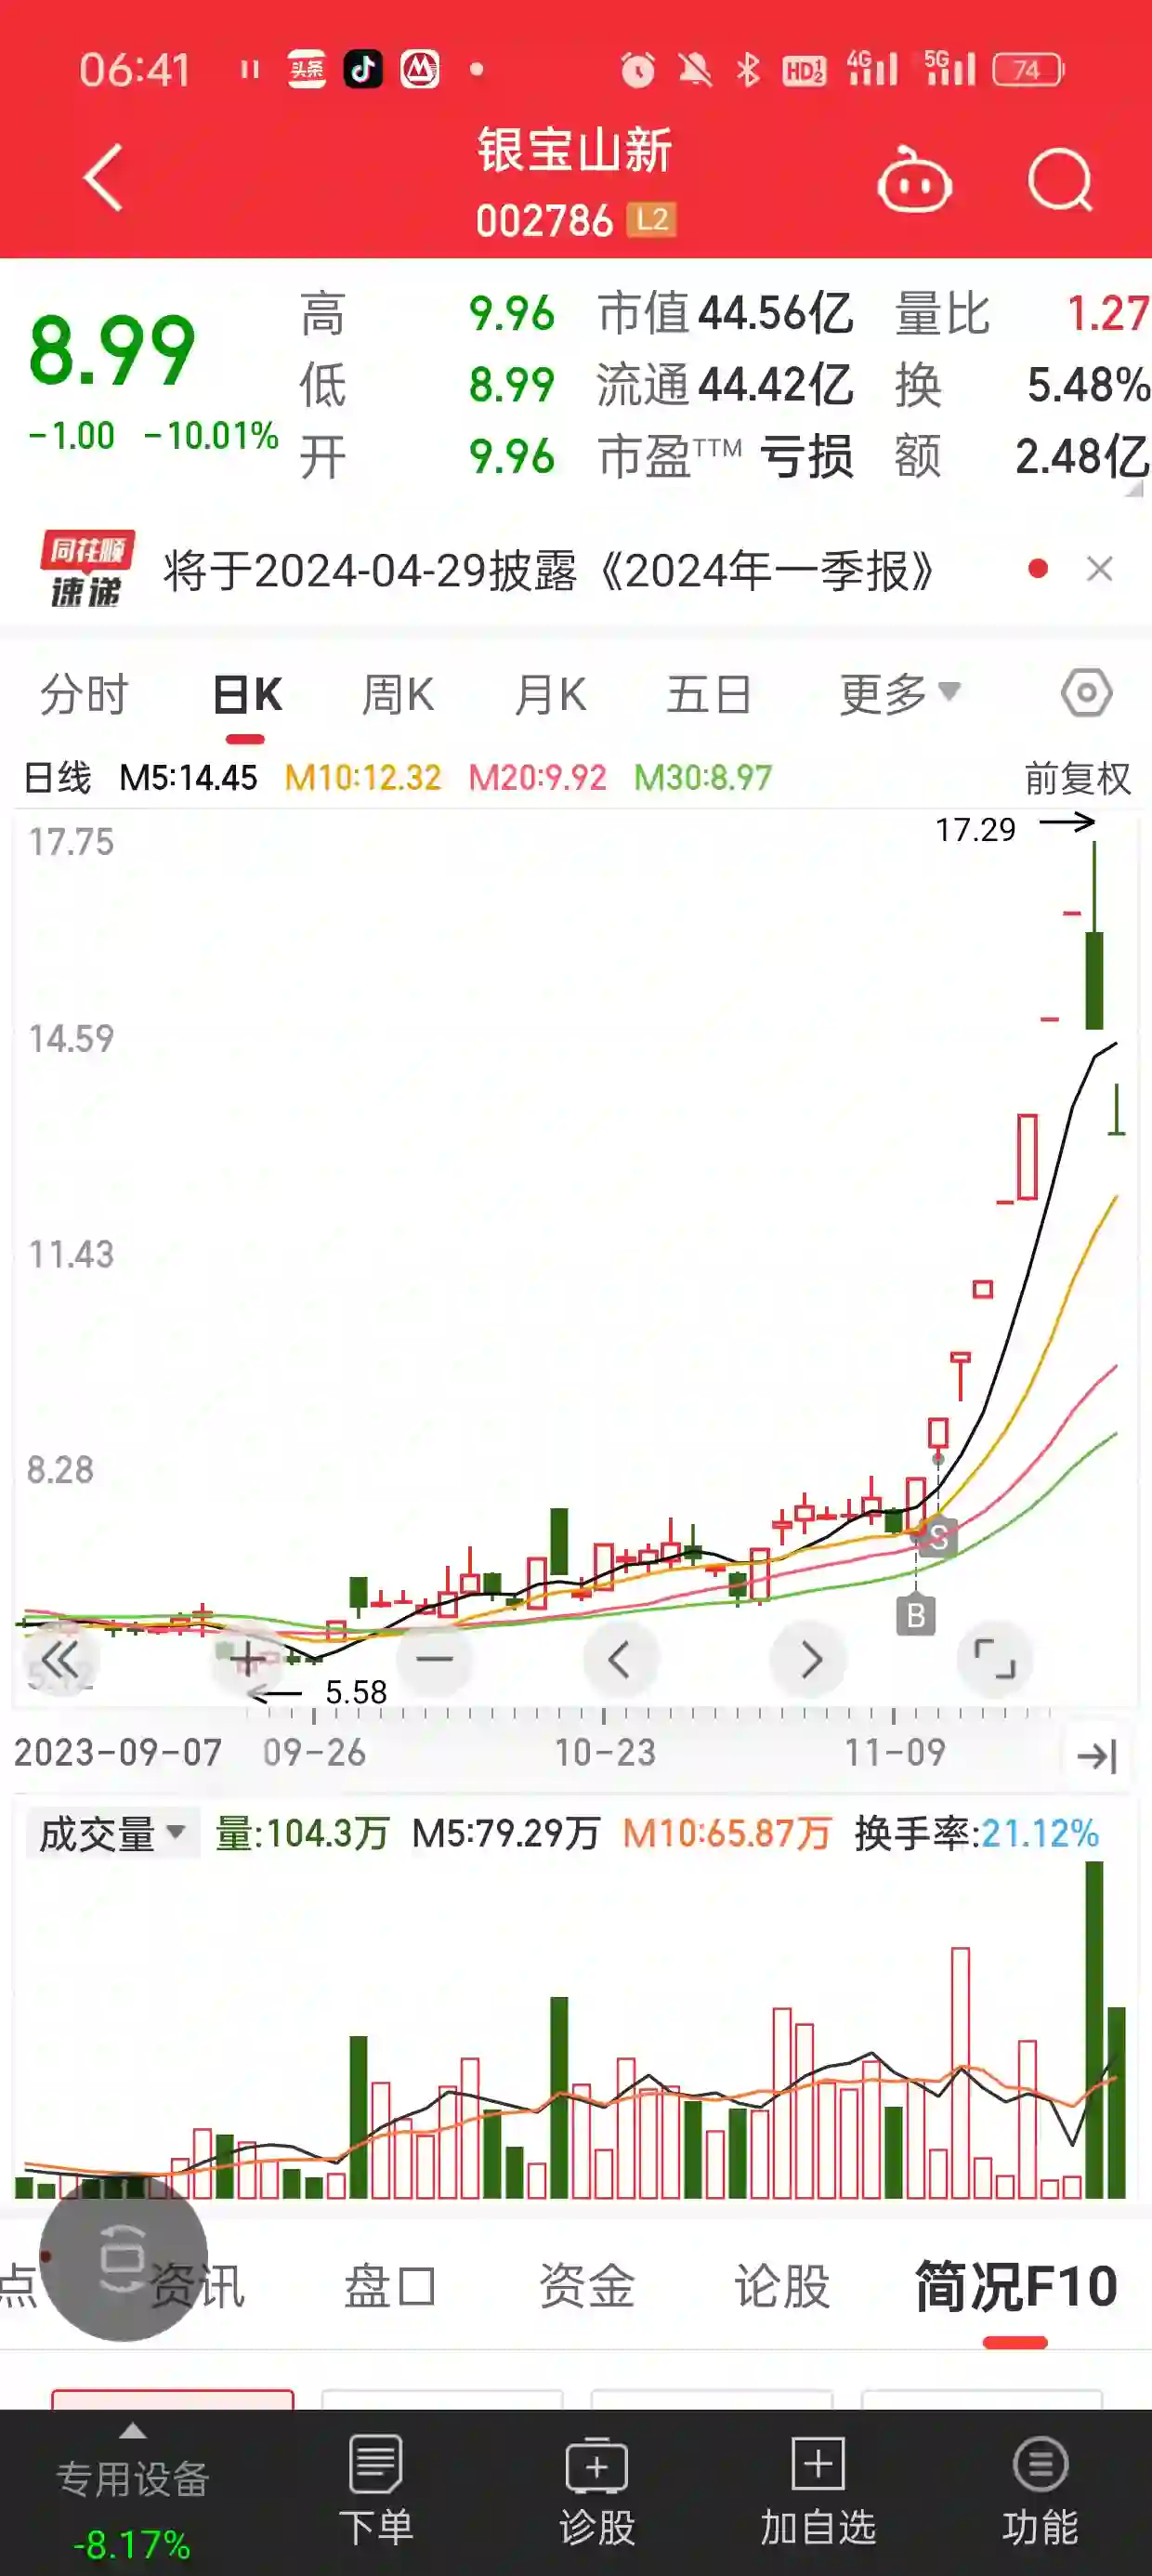 06:41 头条 HD 1 2 4G 5G 74
银宝山新
002786 L2
8.99
-1.00 -10.01%
高 9.96 市值 44.56亿 量比 1.27
低 8.99 流通 44.42亿 换 5.48%
开 9.96 市盈TTM 亏损 额 2.48亿
同花顺
速递
将于2024-04-29披露《2024年一季报》
分时 日K 周K 月K 五日 更多
日线 M5:14.45 M10:12.32 M20:9.92 M30:8.97 前复权
17.29
17.75
14.59
11.43
8.28
S
B
5.12
5.58
2023-09-07 09-26 10-23 11-09
成交量 量:104.3万 M5:79.29万 M10:65.87万 换手率:21.12%
点 资讯 盘口 资金 论股 简况F10
专用设备
-8.17%
下单 诊股 加自选 功能